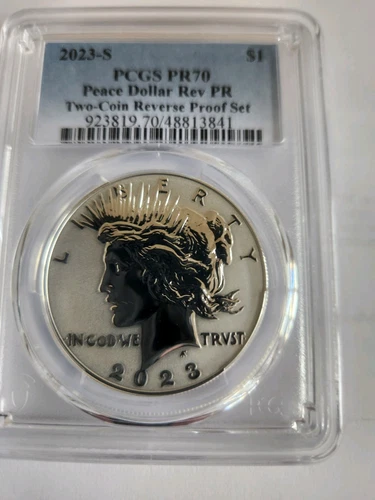 2023-S $1
PCGS PR70
Peace Dollar Rev PR
Two-Coin Reverse Proof Set
923819.70/48813841
LIBERTY
IN GOD WE TRVST
2023